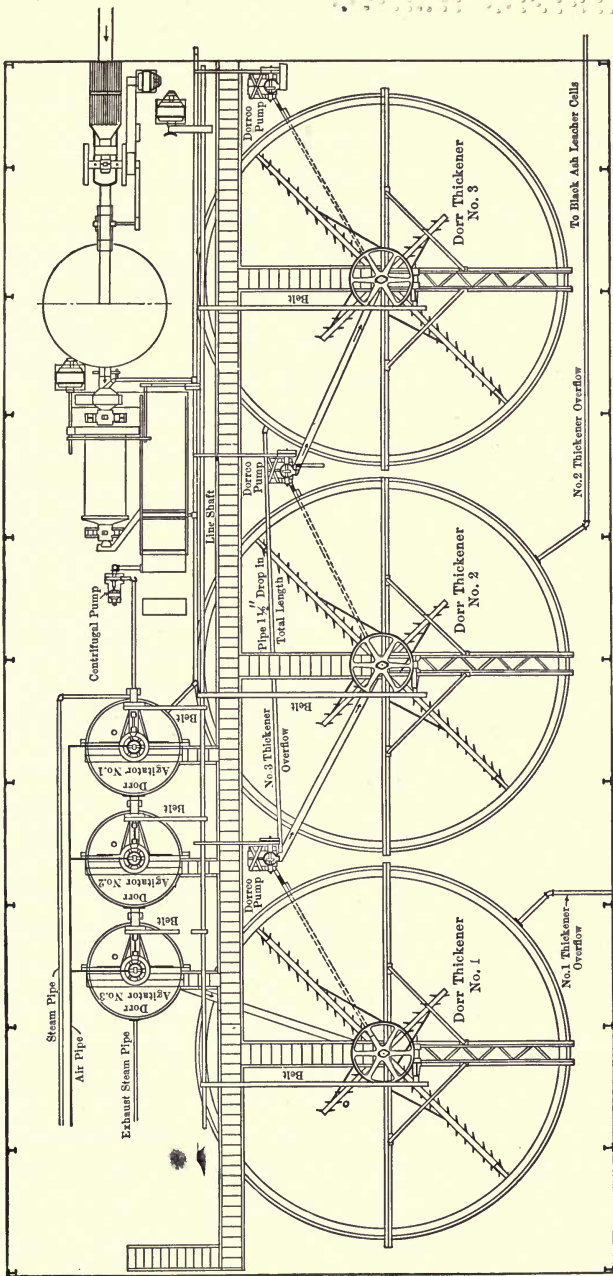 Steam Pipe
Air Pipe
Exhaust Steam Pipe
Dorr
Agitator No.3
Dorr
Agitator No.2
Dorr
Agitator No.1
Belt
Belt
Belt
Centrifugal Pump
Line Shaft
Dorrco
Pump
Dorrco
Pump
Dorrco
Pump
No.3 Thickener
Overflow
Pipe 1¼" Drop in
Total Length
Belt
Belt
Belt
Dorr Thickener
No. 1
Dorr Thickener
No. 2
Dorr Thickener
No. 3
No.1 Thickener
Overflow
No.2 Thickener Overflow
To Black Ash Leacher Cells